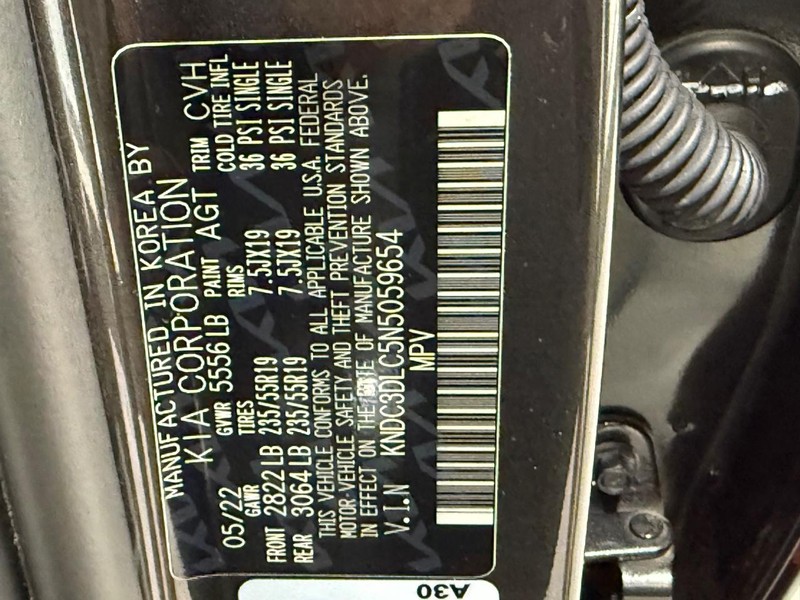 MANUFACTURED IN KOREA BY
KIA CORPORATION
05/22 GVWR 5556 LB PAINT AGT TRIM CVH
GAWR TIRES RIMS COLD TIRE INFL
FRONT 2822 LB 235/55R19 7.5JX19 36 PSI SINGLE
REAR 3064 LB 235/55R19 7.5JX19 36 PSI SINGLE
THIS VEHICLE CONFORMS TO ALL APPLICABLE U.S.A. FEDERAL
MOTOR-VEHICLE SAFETY AND THEFT PREVENTION STANDARDS
IN EFFECT ON THE DATE OF MANUFACTURE SHOWN ABOVE.
V.I.N KNDC3DLC5N5059654
MPV
A30